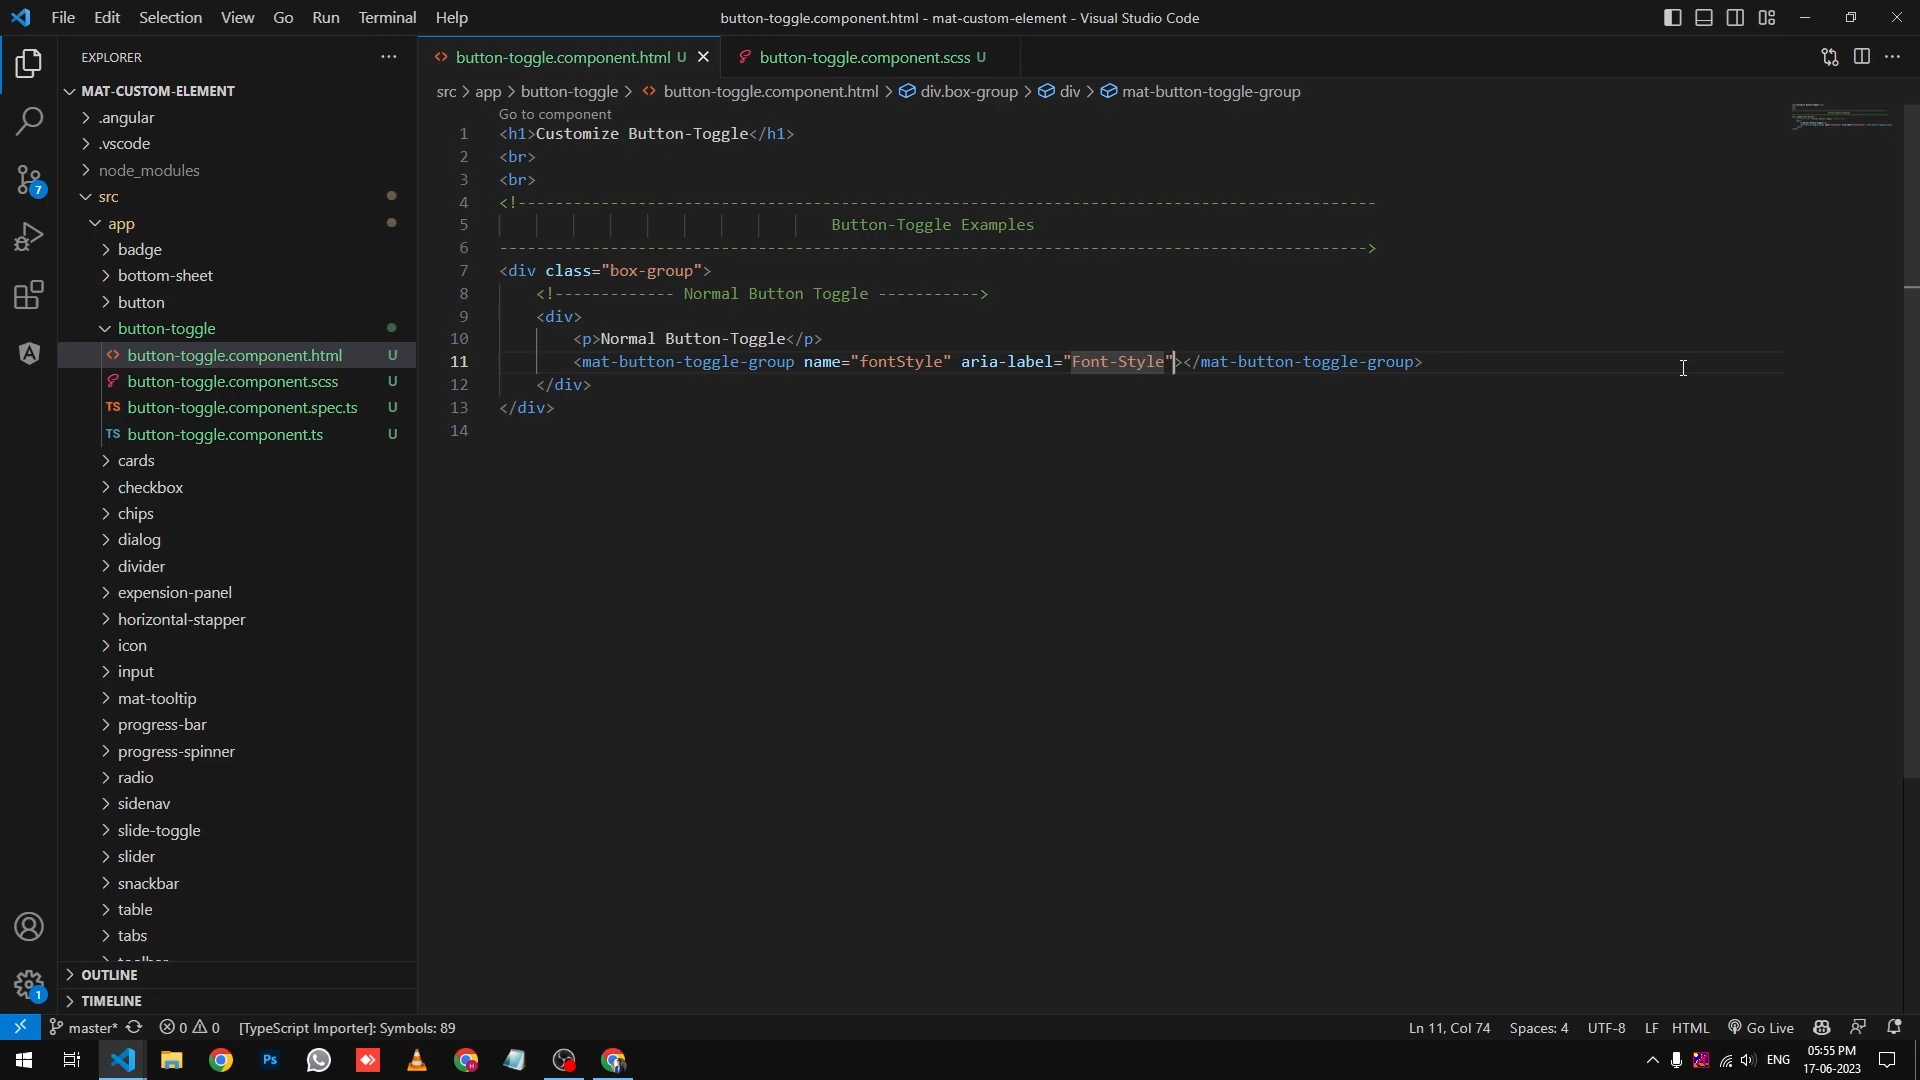 File Edit Selection View Go Run Terminal Help
button-toggle.component.html - mat-custom-element - Visual Studio Code
EXPLORER
MAT-CUSTOM-ELEMENT
.angular
.vscode
node_modules
src
app
badge
bottom-sheet
button
button-toggle
button-toggle.component.html U
button-toggle.component.scss U
button-toggle.component.spec.ts U
button-toggle.component.ts U
cards
checkbox
chips
dialog
divider
expension-panel
horizontal-stapper
icon
input
mat-tooltip
progress-bar
progress-spinner
radio
sidenav
slide-toggle
slider
snackbar
table
tabs
OUTLINE
TIMELINE
7
1
button-toggle.component.html U
button-toggle.component.scss U
src > app > button-toggle > button-toggle.component.html > div.box-group > div > mat-button-toggle-group
Go to component
1 <h1>Customize Button-Toggle</h1>
2 <br>
3 <br>
4 <!---------------------------------------------------------------------------------------------
5 Button-Toggle Examples
6 ---------------------------------------------------------------------------------------------->
7 <div class="box-group">
8 <!------------- Normal Button Toggle ----------->
9 <div>
10 <p>Normal Button-Toggle</p>
11 <mat-button-toggle-group name="fontStyle" aria-label="Font-Style"></mat-button-toggle-group>
12 </div>
13 </div>
14
master* 0 0 [TypeScript Importer]: Symbols: 89
Ln 11, Col 74 Spaces: 4 UTF-8 LF HTML Go Live
Ps
ENG
05:55 PM
17-06-2023